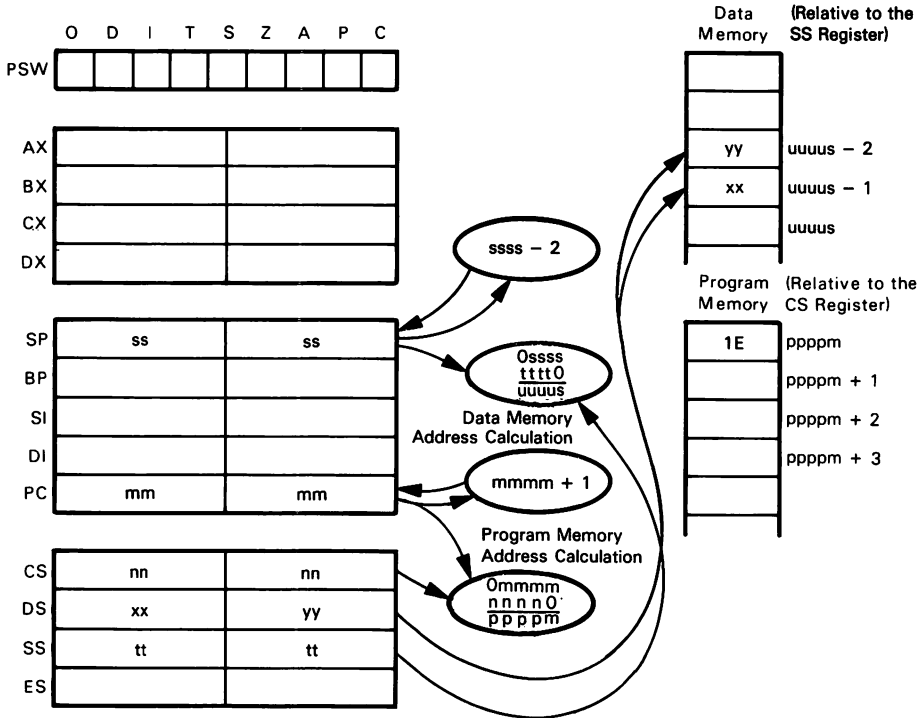 O D I T S Z A P C
PSW
AX
BX
CX
DX
SP ss ss
BP
SI
DI
PC mm mm
CS nn nn
DS xx yy
SS tt tt
ES
ssss – 2
0ssss
tttt0
uuuus
Data Memory
Address Calculation
mmmm + 1
Program Memory
Address Calculation
0mmmm
nnnn0
ppppm
Data
Memory
(Relative to the
SS Register)
yy uuuus – 2
xx uuuus – 1
uuuus
Program
Memory
(Relative to the
CS Register)
1E ppppm
ppppm + 1
ppppm + 2
ppppm + 3